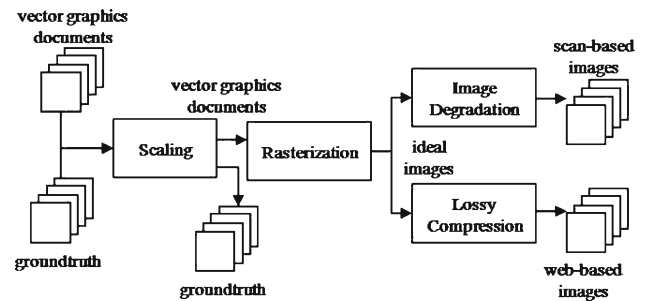 vector graphics
documents
scan-based
images
vector graphics
documents
Image
Degradation
Scaling
Rasterization
ideal
images
Lossy
Compression
groundtruth
groundtruth
web-based
images